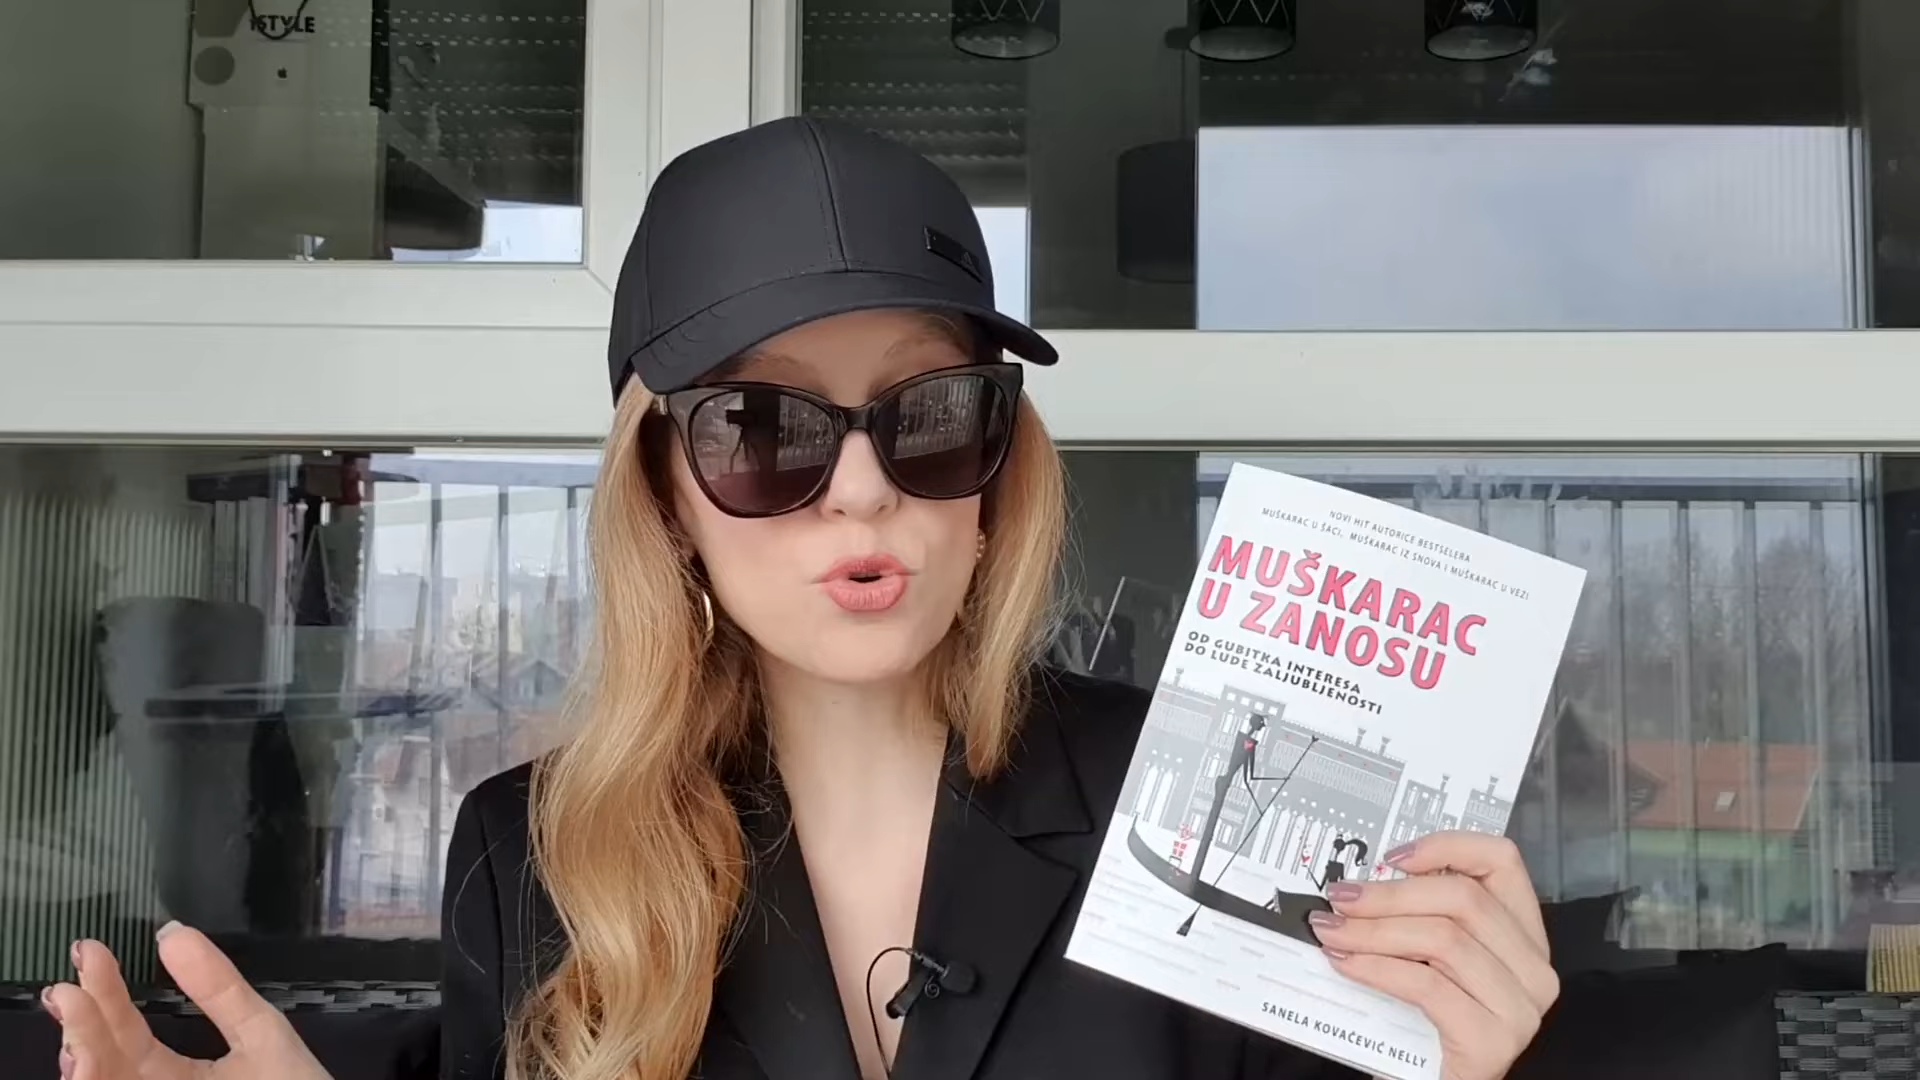 iSTYLE
NOVI HIT AUTORICE BESTSELERA
MUŠKARAC U ŠACI, MUŠKARAC IZ SNOVA I MUŠKARAC U VEZI
MUŠKARAC
U ZANOSU
OD GUBITKA INTERESA
DO LUDE ZALJUBLJENOSTI
SANELA KOVAČEVIĆ NELLY